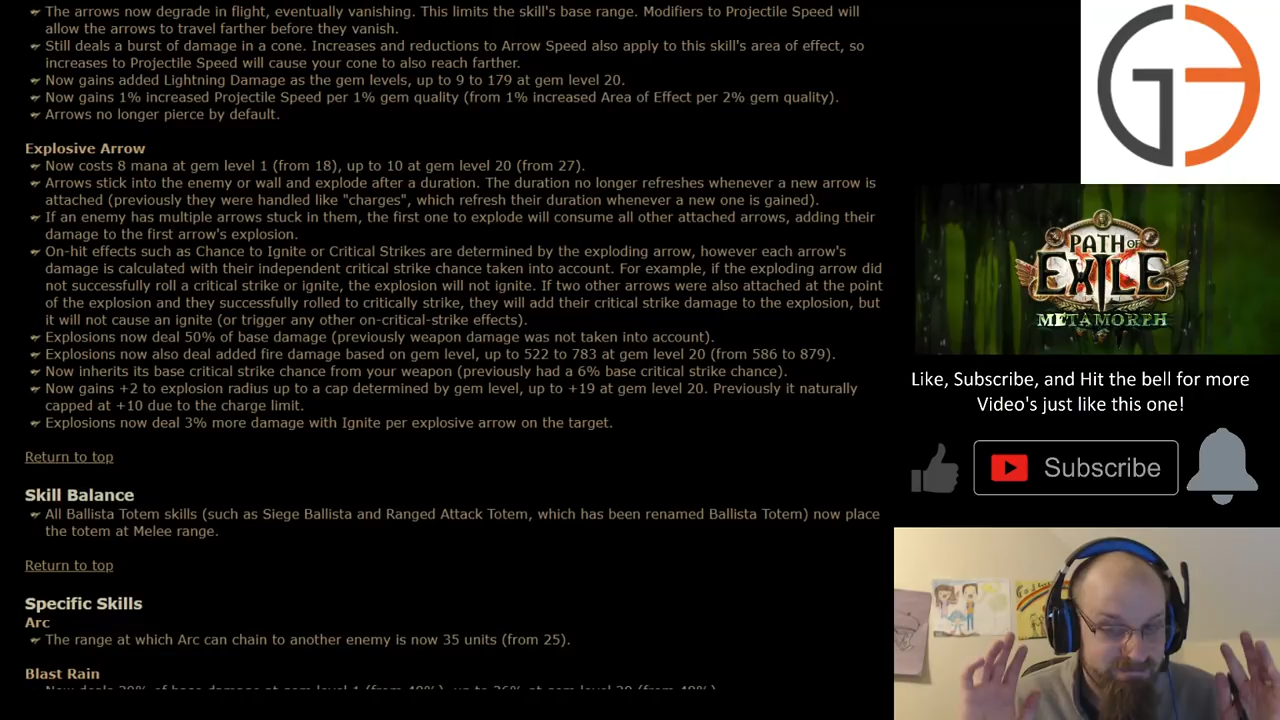 The arrows now degrade in flight, eventually vanishing. This limits the skill's base range. Modifiers to Projectile Speed will
allow the arrows to travel farther before they vanish.
Still deals a burst of damage in a cone. Increases and reductions to Arrow Speed also apply to this skill's area of effect, so
increases to Projectile Speed will cause your cone to also reach farther.
Now gains added Lightning Damage as the gem levels, up to 9 to 179 at gem level 20.
Now gains 1% increased Projectile Speed per 1% gem quality (from 1% increased Area of Effect per 2% gem quality).
Arrows no longer pierce by default.
Explosive Arrow
Now costs 8 mana at gem level 1 (from 18), up to 10 at gem level 20 (from 27).
Arrows stick into the enemy or wall and explode after a duration. The duration no longer refreshes whenever a new arrow is
attached (previously they were handled like "charges", which refresh their duration whenever a new one is gained).
If an enemy has multiple arrows stuck in them, the first one to explode will consume all other attached arrows, adding their
damage to the first arrow's explosion.
On-hit effects such as Chance to Ignite or Critical Strikes are determined by the exploding arrow, however each arrow's
damage is calculated with their independent critical strike chance taken into account. For example, if the exploding arrow did
not successfully roll a critical strike or ignite, the explosion will not ignite. If two other arrows were also attached at the point
of the explosion and they successfully rolled to critically strike, they will add their critical strike damage to the explosion, but
it will not cause an ignite (or trigger any other on-critical-strike effects).
Explosions now deal 50% of base damage (previously weapon damage was not taken into account).
Explosions now also deal added fire damage based on gem level, up to 522 to 783 at gem level 20 (from 586 to 879).
Now inherits its base critical strike chance from your weapon (previously had a 6% base critical strike chance).
Now gains +2 to explosion radius up to a cap determined by gem level, up to +19 at gem level 20. Previously it naturally
capped at +10 due to the charge limit.
Explosions now deal 3% more damage with Ignite per explosive arrow on the target.
Return to top
Skill Balance
All Ballista Totem skills (such as Siege Ballista and Ranged Attack Totem, which has been renamed Ballista Totem) now place
the totem at Melee range.
Return to top
Specific Skills
Arc
The range at which Arc can chain to another enemy is now 35 units (from 25).
Blast Rain
PATH OF
EXILE
METAMORPH
Like, Subscribe, and Hit the bell for more
Video's just like this one!
Subscribe